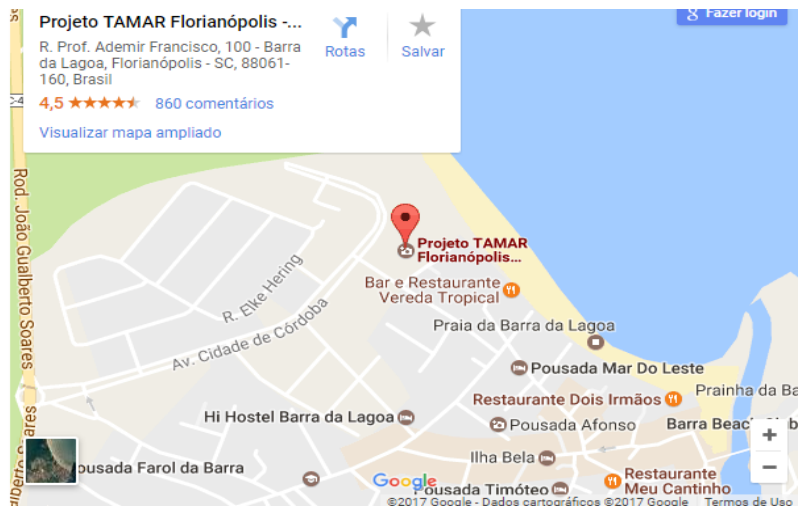 Projeto TAMAR Florianópolis -...
R. Prof. Ademir Francisco, 100 - Barra
da Lagoa, Florianópolis - SC, 88061-
160, Brasil
4,5
860 comentários
Visualizar mapa ampliado
Rotas
Salvar
Fazer login
Rod. João Gualberto Soares
Projeto TAMAR
Florianópolis...
R. Elke Hering
Bar e Restaurante
Vereda Tropical
Av. Cidade de Córdoba
Praia da Barra da Lagoa
Pousada Mar Do Leste
Prainha da Ba
Restaurante Dois Irmãos
Hi Hostel Barra da Lagoa
Pousada Afonso
Barra Beach Club
Ilha Bela
ousada Farol da Barra
Google
Pousada Timóteo
Restaurante
Meu Cantinho
+
−
©2017 Google - Dados cartográficos ©2017 Google
Termos de Uso